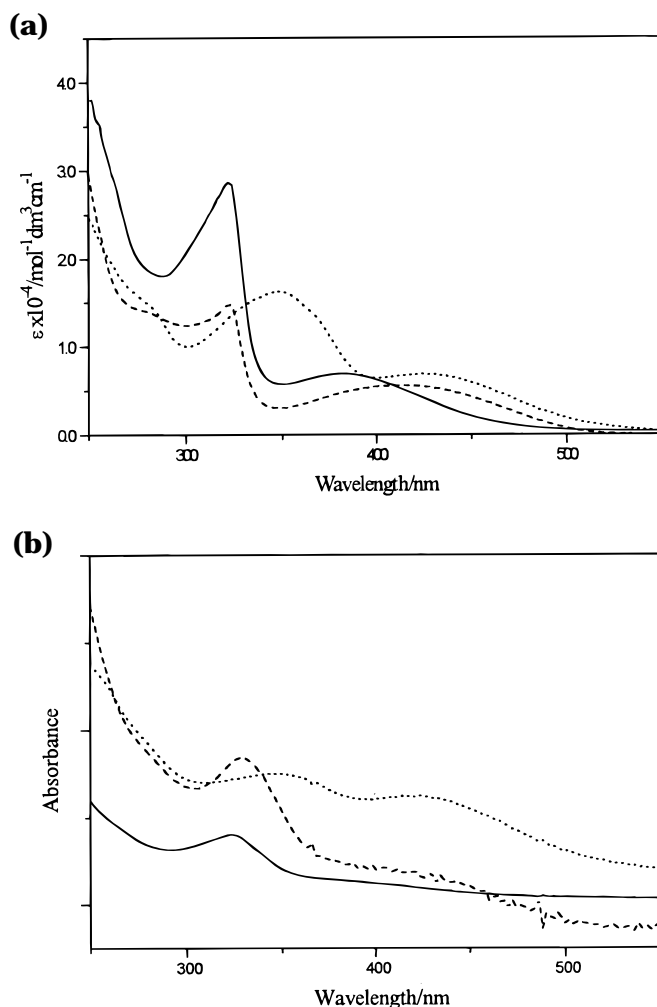 (a)
4.0
3.0
2.0
1.0
0.0
ε x10⁻⁴/mol⁻¹dm³cm⁻¹
300
400
500
Wavelength/nm
(b)
Absorbance
300
400
500
Wavelength/nm